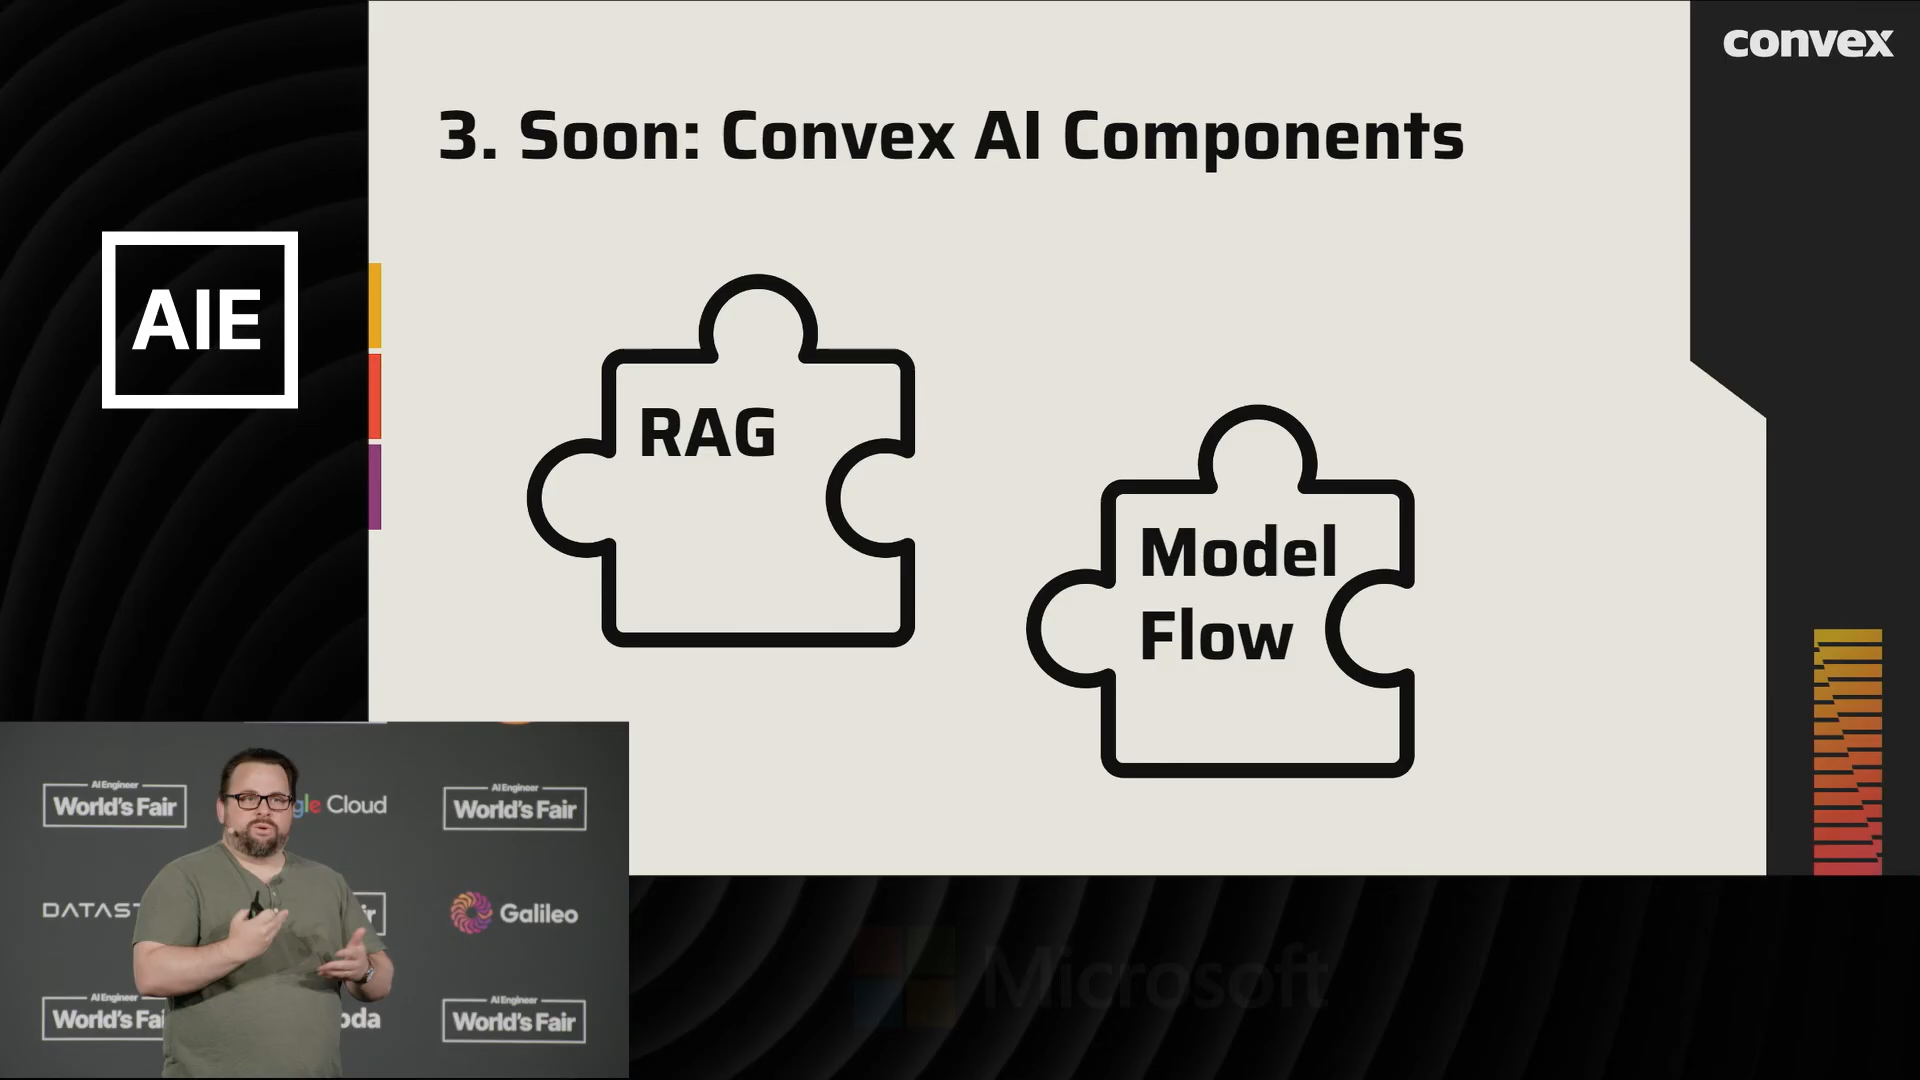 convex
3. Soon: Convex AI Components
AIE
RAG
Model
Flow
AI Engineer
World's Fair
gle Cloud
AI Engineer
World's Fair
DATAST
ir
Galileo
AI Engineer
World's Fai
oda
AI Engineer
World's Fair
Microsoft